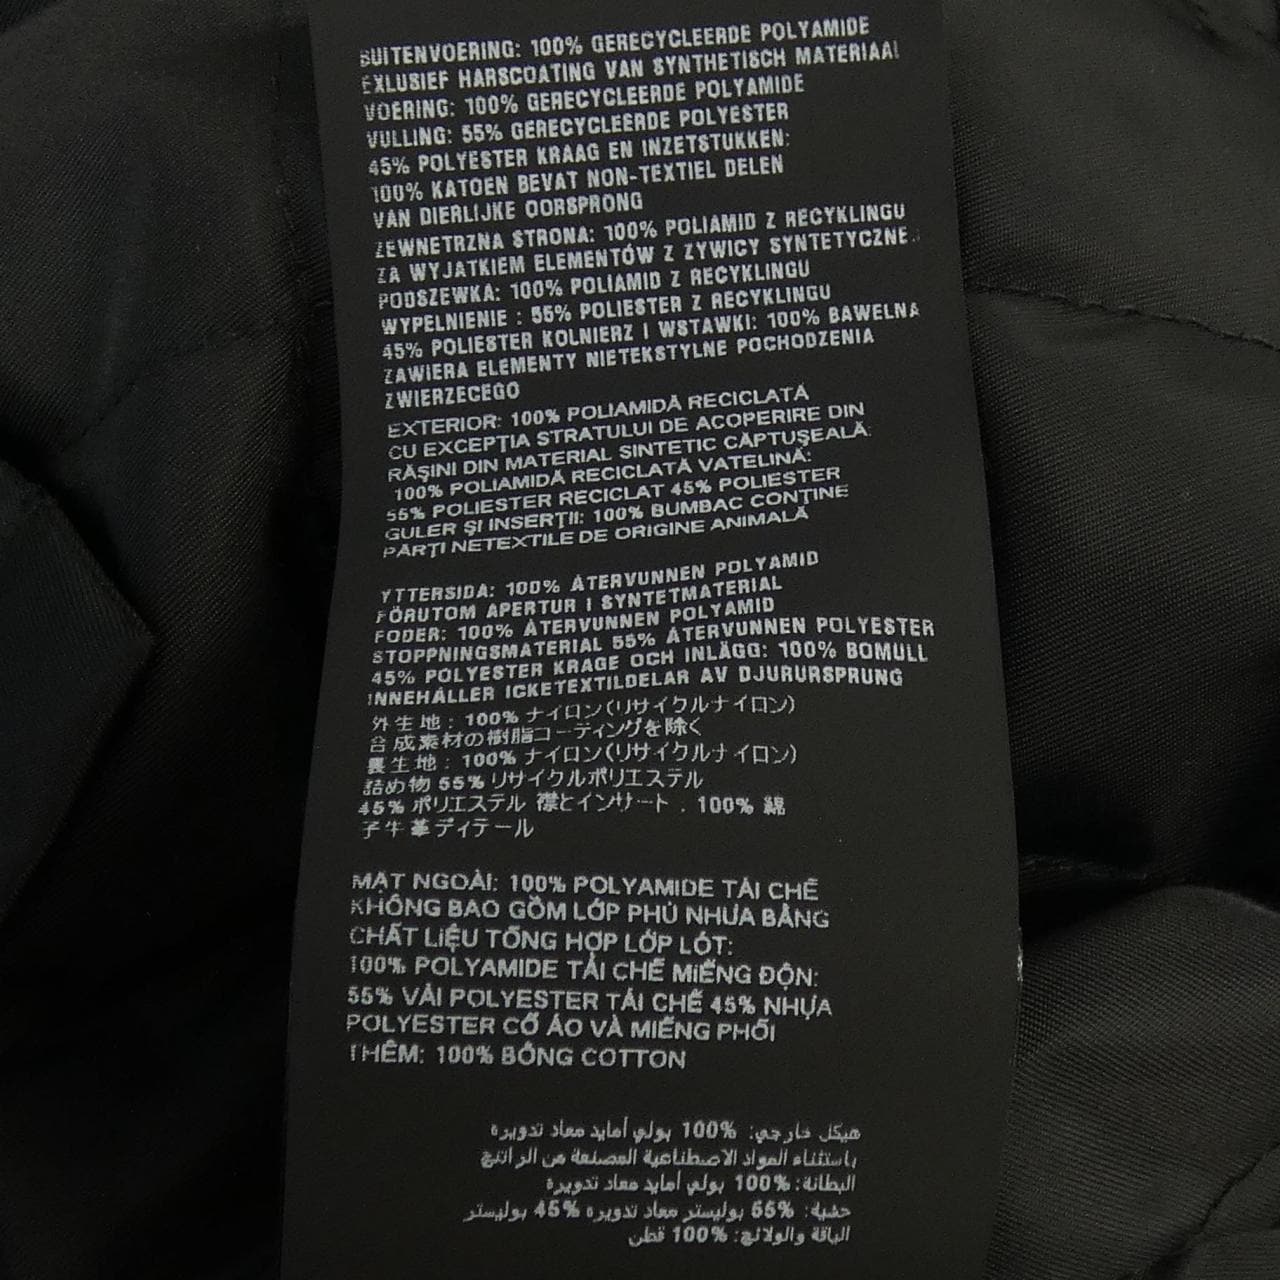 BUITENVOERING: 100% GERECYCLEERDE POLYAMIDE
EXLUSIEF HARSCOATING VAN SYNTHETISCH MATERIAAL
VOERING: 100% GERECYCLEERDE POLYAMIDE
VULLING: 55% GERECYCLEERDE POLYESTER
45% POLYESTER KRAAG EN INZETSTUKKEN:
100% KATOEN BEVAT NON-TEXTIEL DELEN
VAN DIERLIJKE OORSPRONG
ZEWNETRZNA STRONA: 100% POLIAMID Z RECYKLINGU
ZA WYJATKIEM ELEMENTÓW Z ZYWICY SYNTETYCZNEJ
PODSZEWKA: 100% POLIAMID Z RECYKLINGU
WYPELNIENIE : 55% POLIESTER Z RECYKLINGU
45% POLIESTER KOLNIERZ I WSTAWKI: 100% BAWELNA
ZAWIERA ELEMENTY NIETEKSTYLNE POCHODZENIA
ZWIERZECEGO
EXTERIOR: 100% POLIAMIDĂ RECICLATĂ
CU EXCEPȚIA STRATULUI DE ACOPERIRE DIN
RĂȘINI DIN MATERIAL SINTETIC CĂPTUȘEALĂ:
100% POLIAMIDĂ RECICLATĂ VATELINĂ:
55% POLIESTER RECICLAT 45% POLIESTER
GULER ȘI INSERȚII: 100% BUMBAC CONȚINE
PĂRȚI NETEXTILE DE ORIGINE ANIMALĂ
YTTERSIDA: 100% ÅTERVUNNEN POLYAMID
FÖRUTOM APERTUR I SYNTETMATERIAL
FODER: 100% ÅTERVUNNEN POLYAMID
STOPPNINGSMATERIAL 55% ÅTERVUNNEN POLYESTER
45% POLYESTER KRAGE OCH INLÄGG: 100% BOMULL
INNEHÅLLER ICKETEXTILDELAR AV DJURURSPRUNG
外生地 : 100% ナイロン(リサイクルナイロン)
合成素材の樹脂コーティングを除く
裏生地 : 100% ナイロン(リサイクルナイロン)
詰め物 55% リサイクルポリエステル
45% ポリエステル 襟とインサート . 100% 綿
子牛革ディテール
MẶT NGOÀI: 100% POLYAMIDE TÁI CHẾ
KHÔNG BAO GỒM LỚP PHỦ NHỰA BẰNG
CHẤT LIỆU TỔNG HỢP LỚP LÓT:
100% POLYAMIDE TÁI CHẾ MIẾNG ĐỘN:
55% VẢI POLYESTER TÁI CHẾ 45% NHỰA
POLYESTER CỔ ÁO VÀ MIẾNG PHỐI
THÊM: 100% BÔNG COTTON
هيكل خارجي: 100% بولي أمايد معاد تدويره
باستثناء المواد الاصطناعية المصنعة من الراتنج
البطانة: 100% بولي أمايد معاد تدويره
حشية: 55% بوليستر معاد تدويره 45% بوليستر
الياقة والولائج: 100% قطن